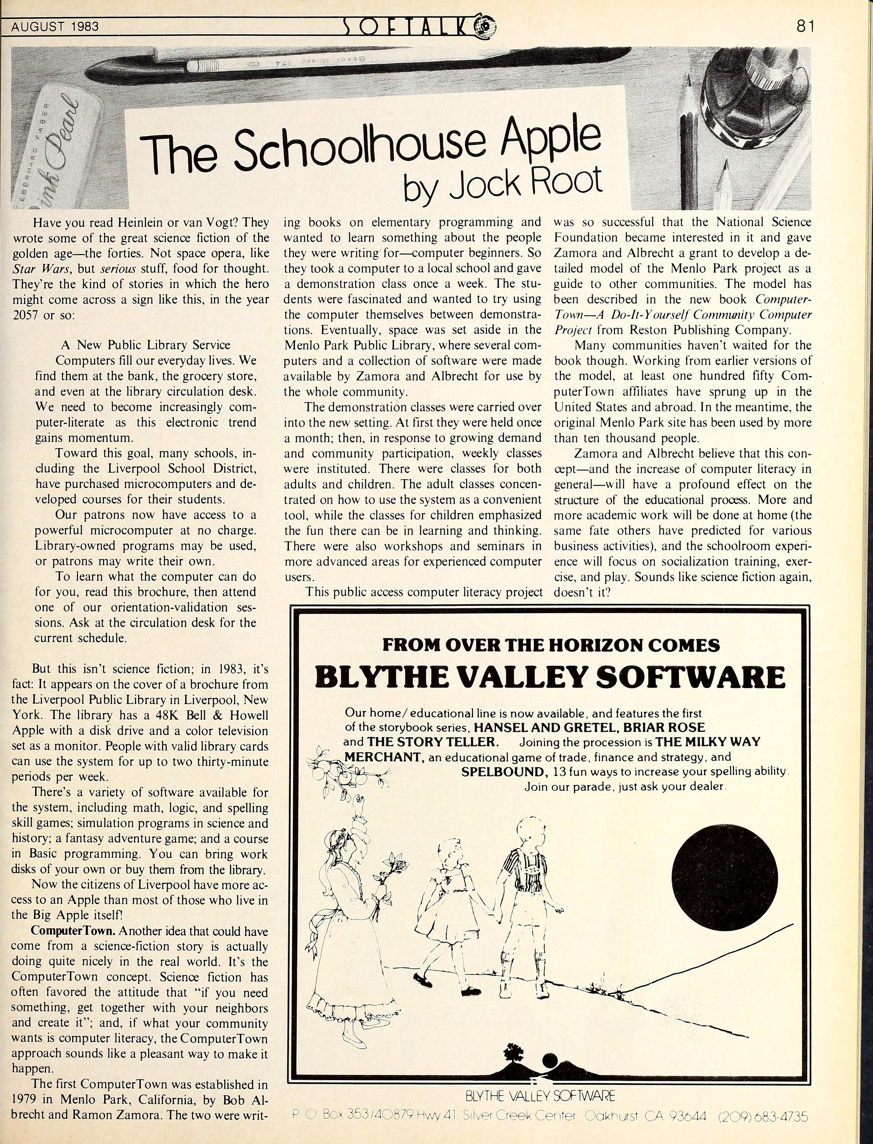 AUGUST 1983
SOFTALK
81
EBERHARD FABER
Pink Pearl
The Schoolhouse Apple
by Jock Root
Have you read Heinlein or van Vogt? They
wrote some of the great science fiction of the
golden age—the forties. Not space opera, like
Star Wars, but serious stuff, food for thought.
They're the kind of stories in which the hero
might come across a sign like this, in the year
2057 or so:
A New Public Library Service
Computers fill our everyday lives. We
find them at the bank, the grocery store,
and even at the library circulation desk.
We need to become increasingly com-
puter-literate as this electronic trend
gains momentum.
Toward this goal, many schools, in-
cluding the Liverpool School District,
have purchased microcomputers and de-
veloped courses for their students.
Our patrons now have access to a
powerful microcomputer at no charge.
Library-owned programs may be used,
or patrons may write their own.
To learn what the computer can do
for you, read this brochure, then attend
one of our orientation-validation ses-
sions. Ask at the circulation desk for the
current schedule.
But this isn't science fiction; in 1983, it's
fact: It appears on the cover of a brochure from
the Liverpool Public Library in Liverpool, New
York. The library has a 48K Bell & Howell
Apple with a disk drive and a color television
set as a monitor. People with valid library cards
can use the system for up to two thirty-minute
periods per week.
There's a variety of software available for
the system, including math, logic, and spelling
skill games; simulation programs in science and
history; a fantasy adventure game; and a course
in Basic programming. You can bring work
disks of your own or buy them from the library.
Now the citizens of Liverpool have more ac-
cess to an Apple than most of those who live in
the Big Apple itself!
ComputerTown. Another idea that could have
come from a science-fiction story is actually
doing quite nicely in the real world. It's the
ComputerTown concept. Science fiction has
often favored the attitude that "if you need
something, get together with your neighbors
and create it"; and, if what your community
wants is computer literacy, the ComputerTown
approach sounds like a pleasant way to make it
happen.
The first ComputerTown was established in
1979 in Menlo Park, California, by Bob Al-
brecht and Ramon Zamora. The two were writ-
ing books on elementary programming and
wanted to learn something about the people
they were writing for—computer beginners. So
they took a computer to a local school and gave
a demonstration class once a week. The stu-
dents were fascinated and wanted to try using
the computer themselves between demonstra-
tions. Eventually, space was set aside in the
Menlo Park Public Library, where several com-
puters and a collection of software were made
available by Zamora and Albrecht for use by
the whole community.
The demonstration classes were carried over
into the new setting. At first they were held once
a month; then, in response to growing demand
and community participation, weekly classes
were instituted. There were classes for both
adults and children. The adult classes concen-
trated on how to use the system as a convenient
tool, while the classes for children emphasized
the fun there can be in learning and thinking.
There were also workshops and seminars in
more advanced areas for experienced computer
users.
This public access computer literacy project
was so successful that the National Science
Foundation became interested in it and gave
Zamora and Albrecht a grant to develop a de-
tailed model of the Menlo Park project as a
guide to other communities. The model has
been described in the new book Computer-
Town—A Do-It-Yourself Community Computer
Project from Reston Publishing Company.
Many communities haven't waited for the
book though. Working from earlier versions of
the model, at least one hundred fifty Com-
puterTown affiliates have sprung up in the
United States and abroad. In the meantime, the
original Menlo Park site has been used by more
than ten thousand people.
Zamora and Albrecht believe that this con-
cept—and the increase of computer literacy in
general—will have a profound effect on the
structure of the educational process. More and
more academic work will be done at home (the
same fate others have predicted for various
business activities), and the schoolroom experi-
ence will focus on socialization training, exer-
cise, and play. Sounds like science fiction again,
doesn't it?
FROM OVER THE HORIZON COMES
BLYTHE VALLEY SOFTWARE
Our home/educational line is now available, and features the first
of the storybook series, HANSEL AND GRETEL, BRIAR ROSE
and THE STORY TELLER. Joining the procession is THE MILKY WAY
MERCHANT, an educational game of trade, finance and strategy, and
SPELBOUND, 13 fun ways to increase your spelling ability.
Join our parade, just ask your dealer.
BLYTHE VALLEY SOFTWARE
P.O. Box 353/40879 Hwy 41, Silver Creek Center, Oakhurst, CA 93644 (209) 683-4735